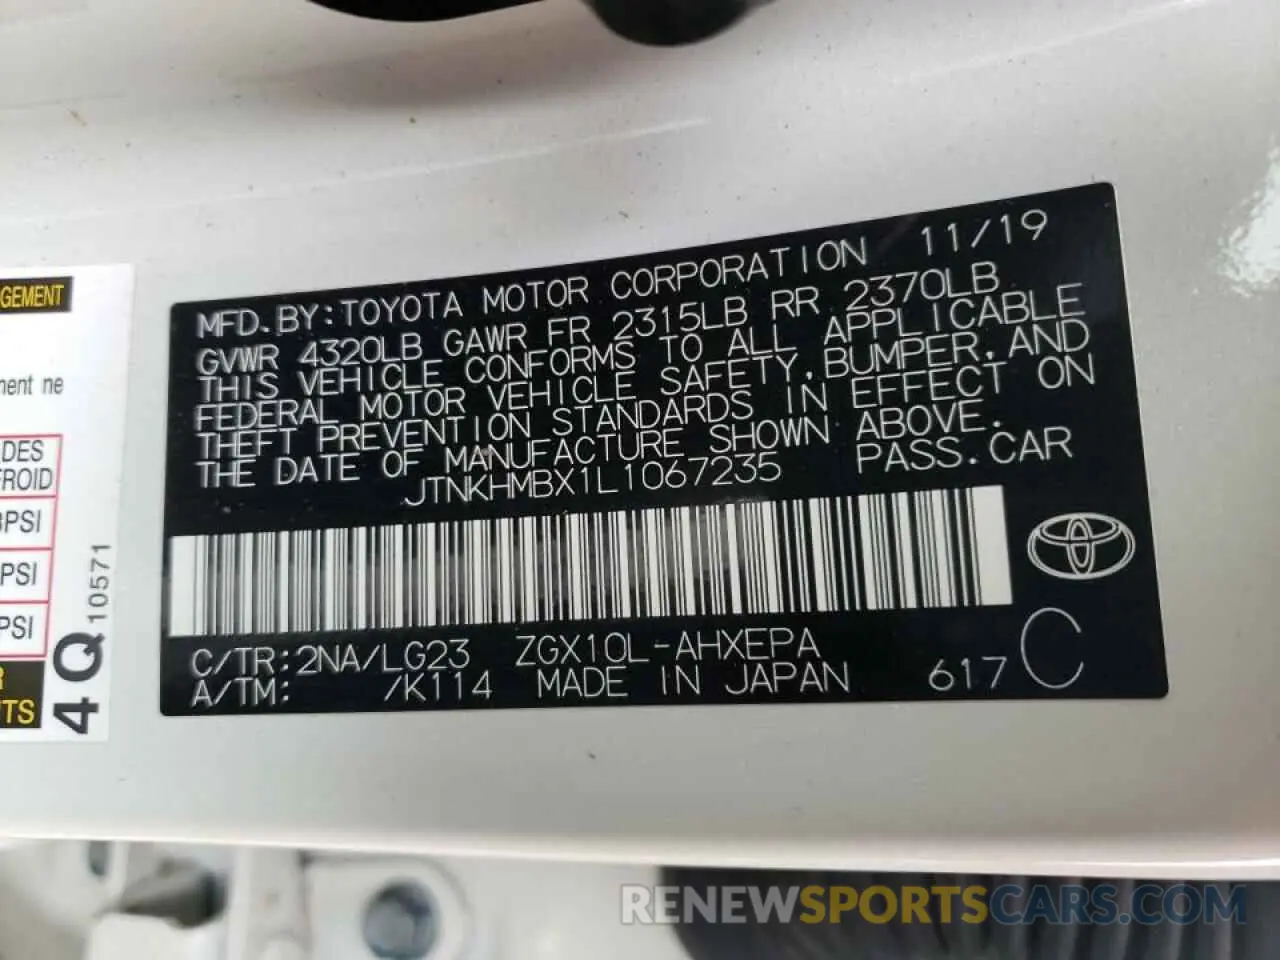 MFD. BY: TOYOTA MOTOR CORPORATION 11/19
GVWR 4320LB GAWR FR 2315LB RR 2370LB
THIS VEHICLE CONFORMS TO ALL APPLICABLE
FEDERAL MOTOR VEHICLE SAFETY, BUMPER, AND
THEFT PREVENTION STANDARDS IN EFFECT ON
THE DATE OF MANUFACTURE SHOWN ABOVE.
JTNKHMBX1L1067235 PASS. CAR
C/TR: 2NA/LG23 ZGX10L-AHXEPA
A/TM: /K114 MADE IN JAPAN 617 C
GEMENT
ment ne
DES
FROID
PSI
PSI
PSI
TS
4Q 10571
RENEWSPORTSCARS.COM